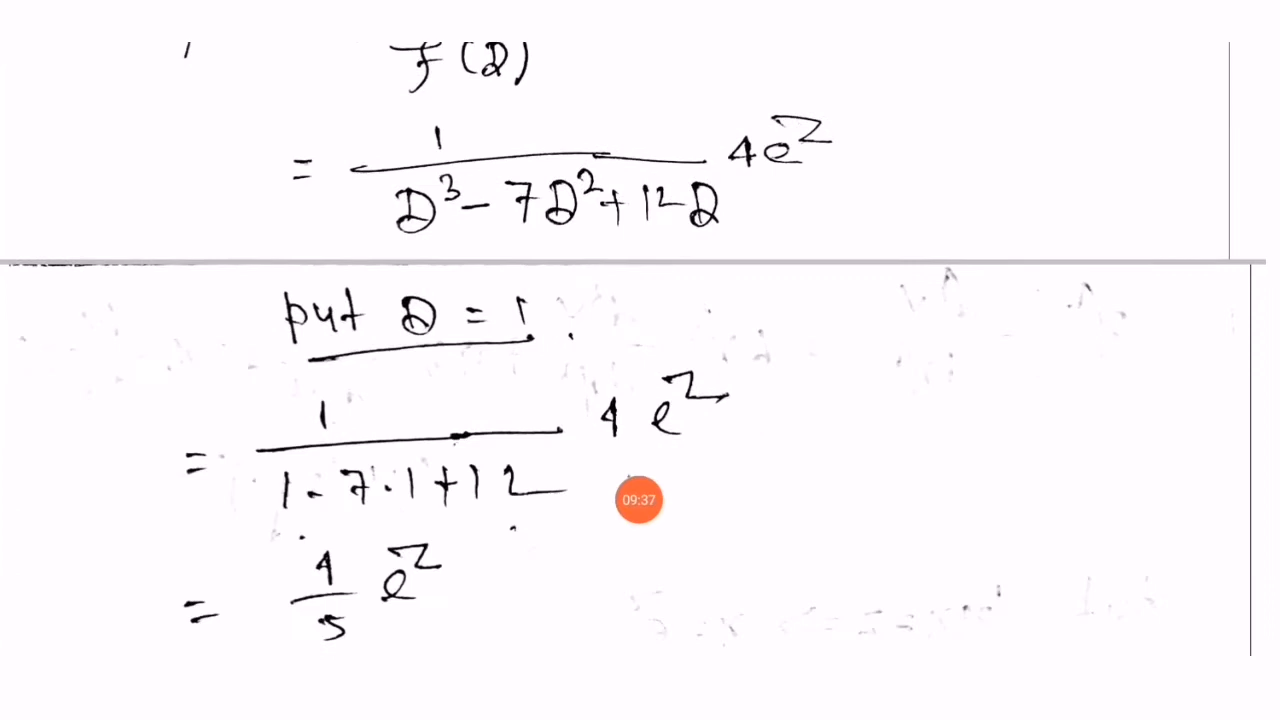 f(D)
= 1 / (D³ - 7D² + 12D) 4e^z
put D = 1.
= 1 / (1 - 7·1 + 12) 4 e^z
09:37
= 4/5 e^z